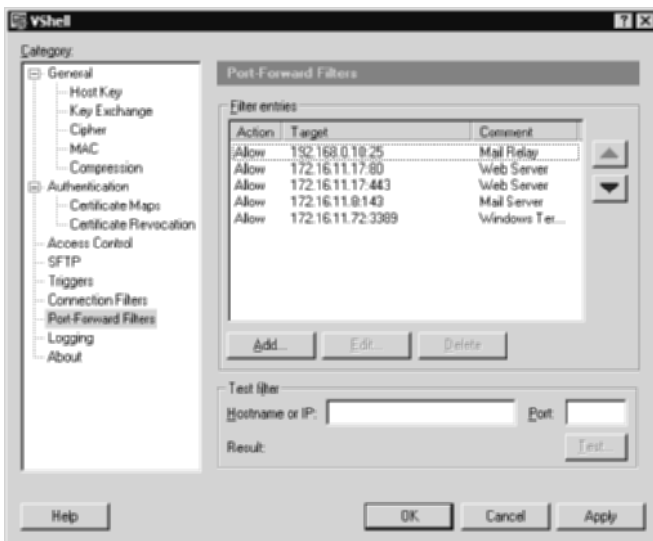 VShell
Category:
General
Host Key
Key Exchange
Cipher
MAC
Compression
Authentication
Certificate Maps
Certificate Revocation
Access Control
SFTP
Triggers
Connection Filters
Port-Forward Filters
Logging
About
Port-Forward Filters
Filter entries
Action Target Comment
Allow 192.168.0.18:25 Mail Relay
Allow 172.16.11.17:80 Web Server
Allow 172.16.11.17:443 Web Server
Allow 172.16.11.8:143 Mail Server
Allow 172.16.11.72:3389 Windows Ter...
Add... Edit... Delete
Test filter
Hostname or IP: Port:
Result: Test...
Help OK Cancel Apply